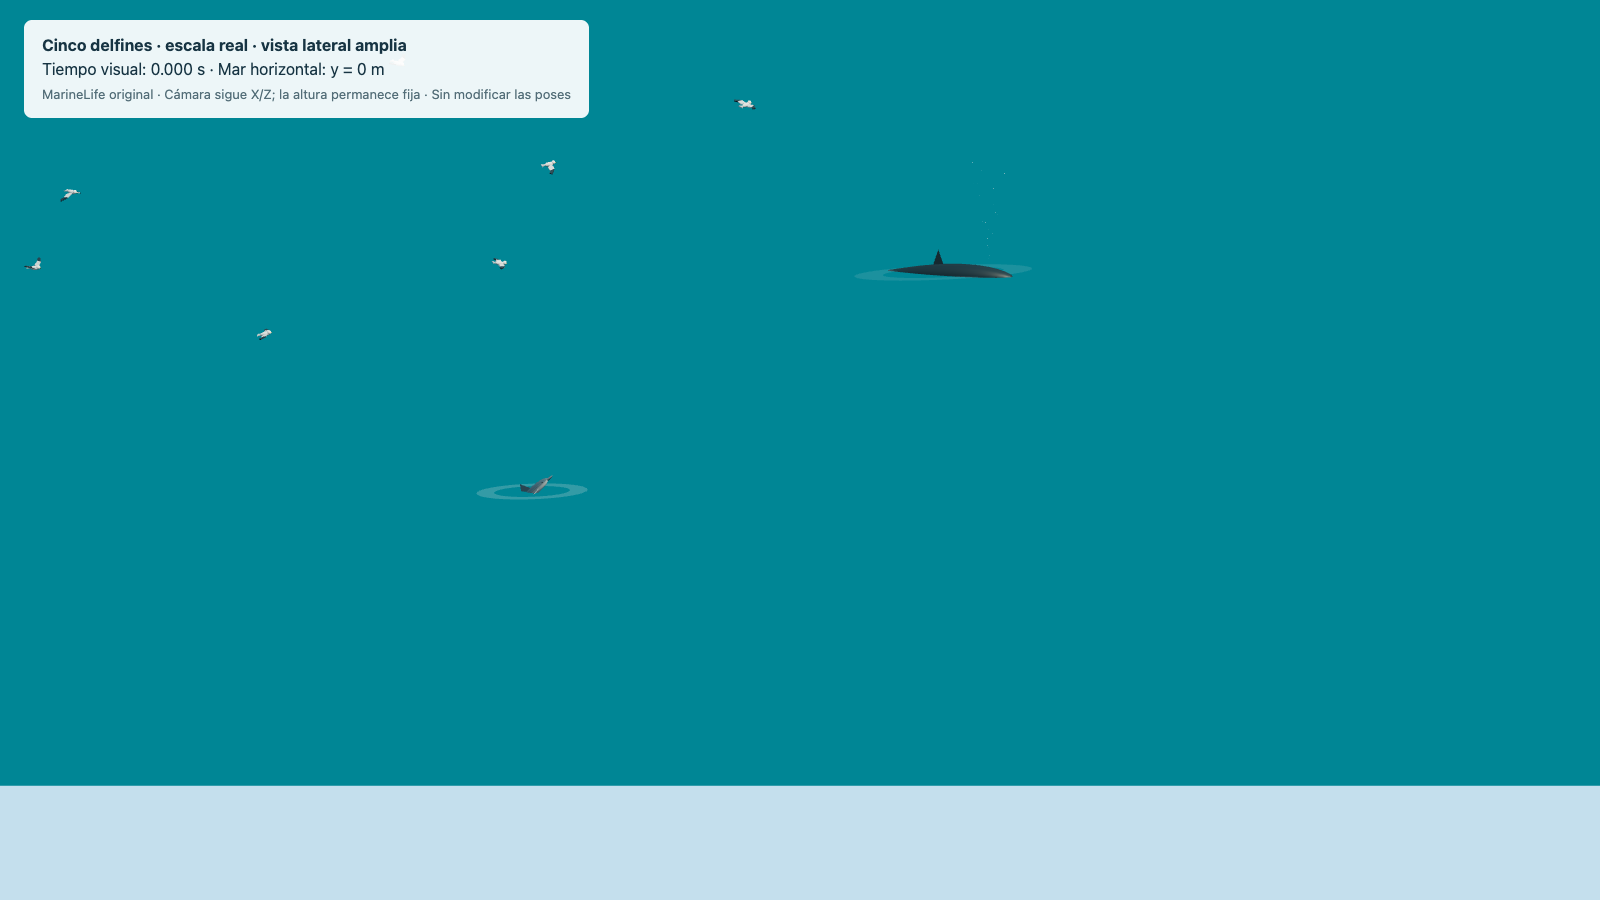 Cinco delfines · escala real · vista lateral amplia
Tiempo visual: 0.000 s · Mar horizontal: y = 0 m
MarineLife original · Cámara sigue X/Z; la altura permanece fija · Sin modificar las poses